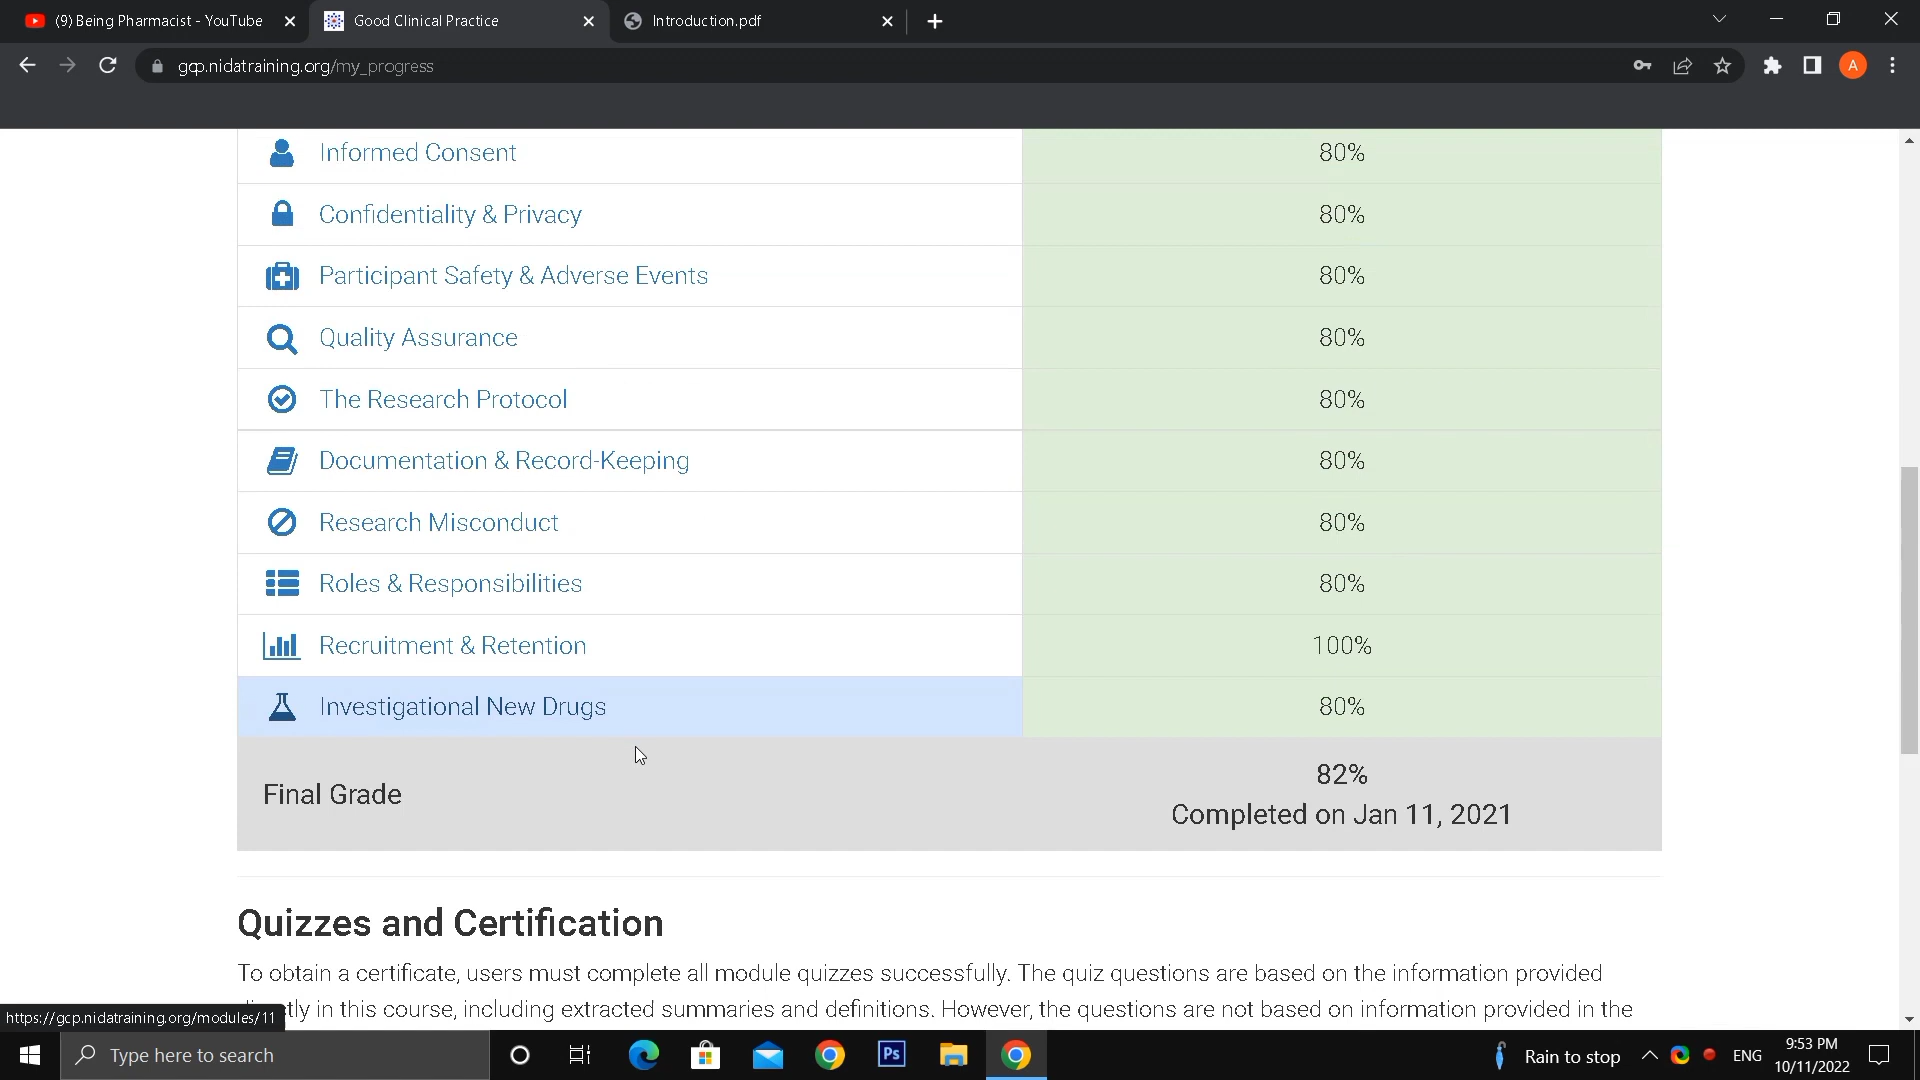 (9) Being Pharmacist - YouTube
Good Clinical Practice
Introduction.pdf
gcp.nidatraining.org/my_progress
A
Informed Consent 80%
Confidentiality & Privacy 80%
Participant Safety & Adverse Events 80%
Quality Assurance 80%
The Research Protocol 80%
Documentation & Record-Keeping 80%
Research Misconduct 80%
Roles & Responsibilities 80%
Recruitment & Retention 100%
Investigational New Drugs 80%
Final Grade
82%
Completed on Jan 11, 2021
Quizzes and Certification
To obtain a certificate, users must complete all module quizzes successfully. The quiz questions are based on the information provided
in this course, including extracted summaries and definitions. However, the questions are not based on information provided in the
https://gcp.nidatraining.org/modules/11
Type here to search
Ps
Rain to stop
ENG
9:53 PM
10/11/2022